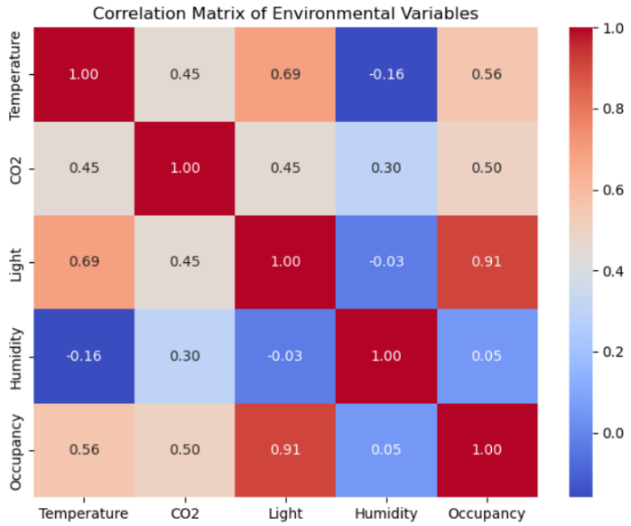 Correlation Matrix of Environmental Variables
Temperature 1.00 0.45 0.69 -0.16 0.56
CO2 0.45 1.00 0.45 0.30 0.50
Light 0.69 0.45 1.00 -0.03 0.91
Humidity -0.16 0.30 -0.03 1.00 0.05
Occupancy 0.56 0.50 0.91 0.05 1.00
Temperature CO2 Light Humidity Occupancy
1.0
0.8
0.6
0.4
0.2
0.0